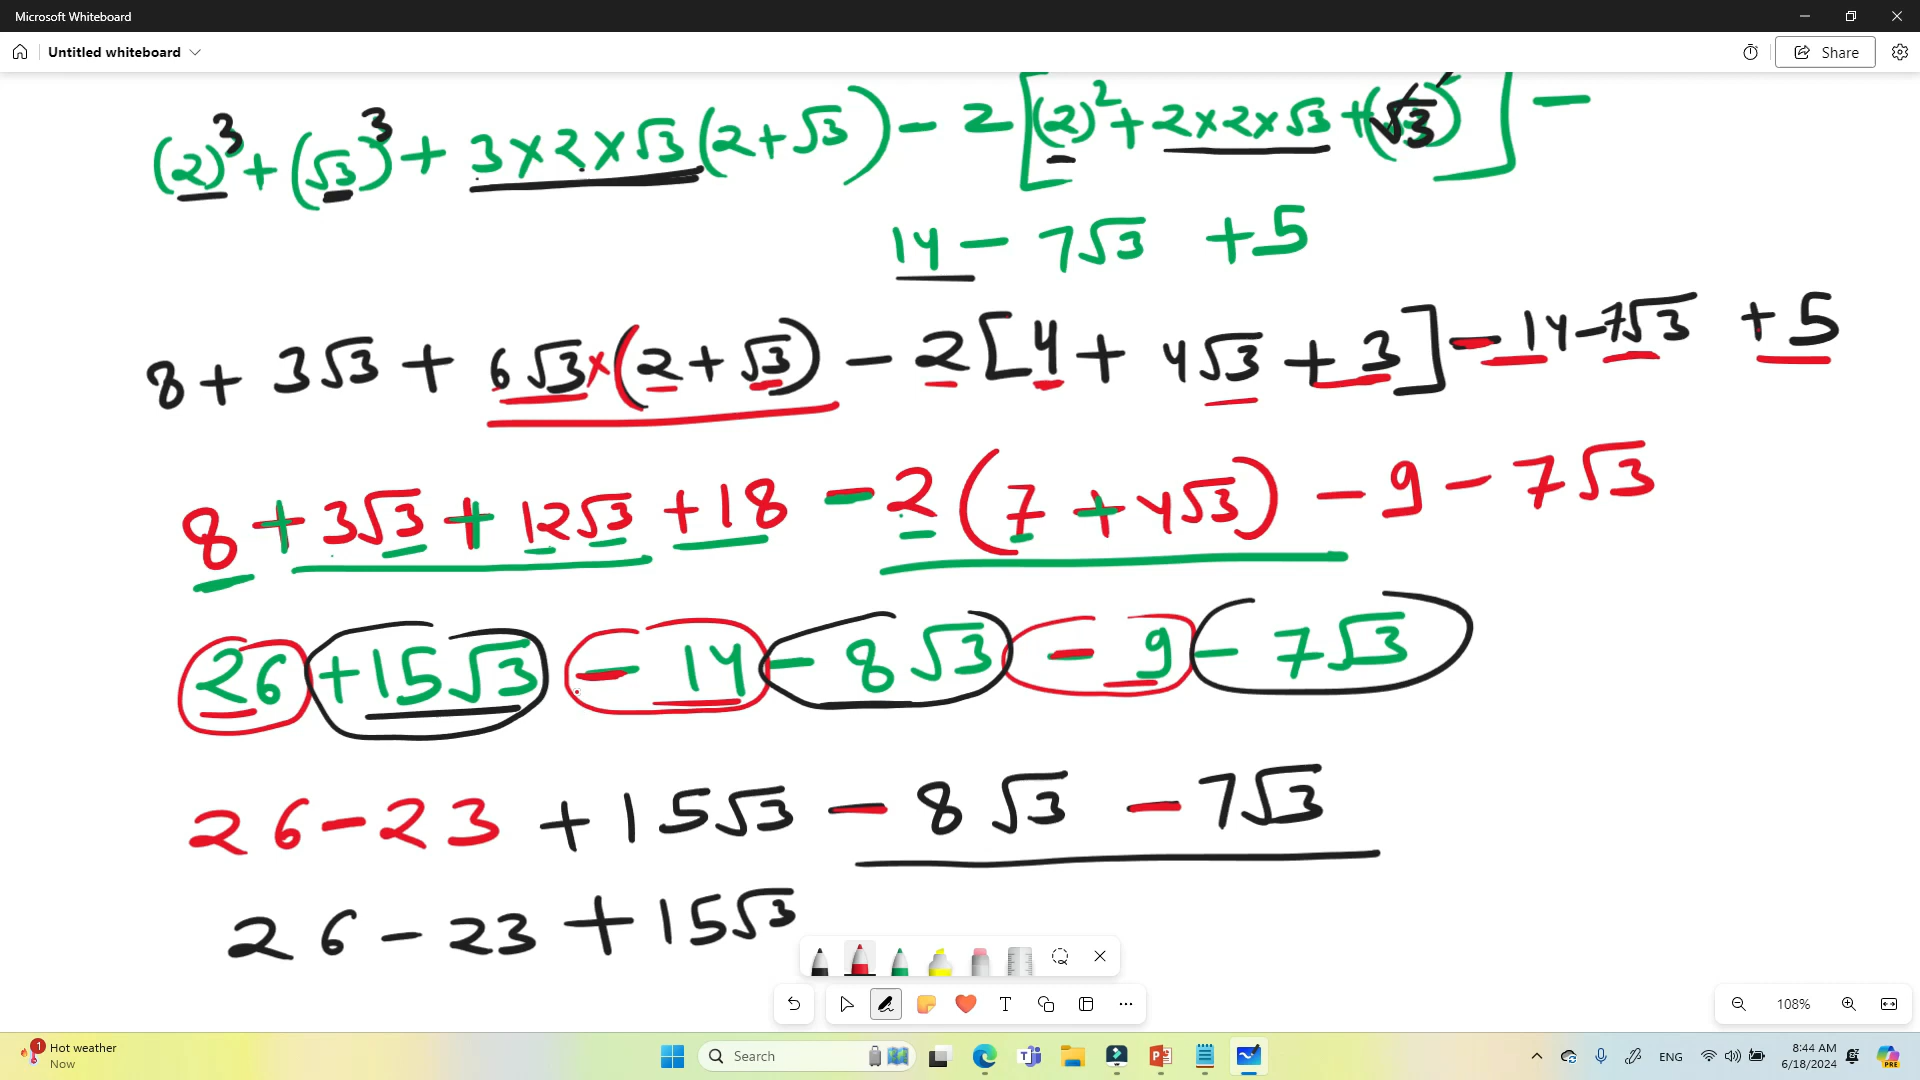 Microsoft Whiteboard
Untitled whiteboard
Share
(2)³ + (√3)³ + 3 × 2 × √3 (2 + √3) − 2 [(2)² + 2 × 2 × √3 + (√3)²] −
14 − 7√3 + 5
8 + 3√3 + 6√3 × (2 + √3) − 2 [4 + 4√3 + 3] − 14 − 7√3 + 5
8 + 3√3 + 12√3 + 18 − 2 (7 + 4√3) − 9 − 7√3
26 + 15√3 − 14 − 8√3 − 9 − 7√3
26 − 23 + 15√3 − 8√3 − 7√3
26 − 23 + 15√3
108%
1
Hot weather
Now
Search
ENG
8:44 AM
6/18/2024
PRE